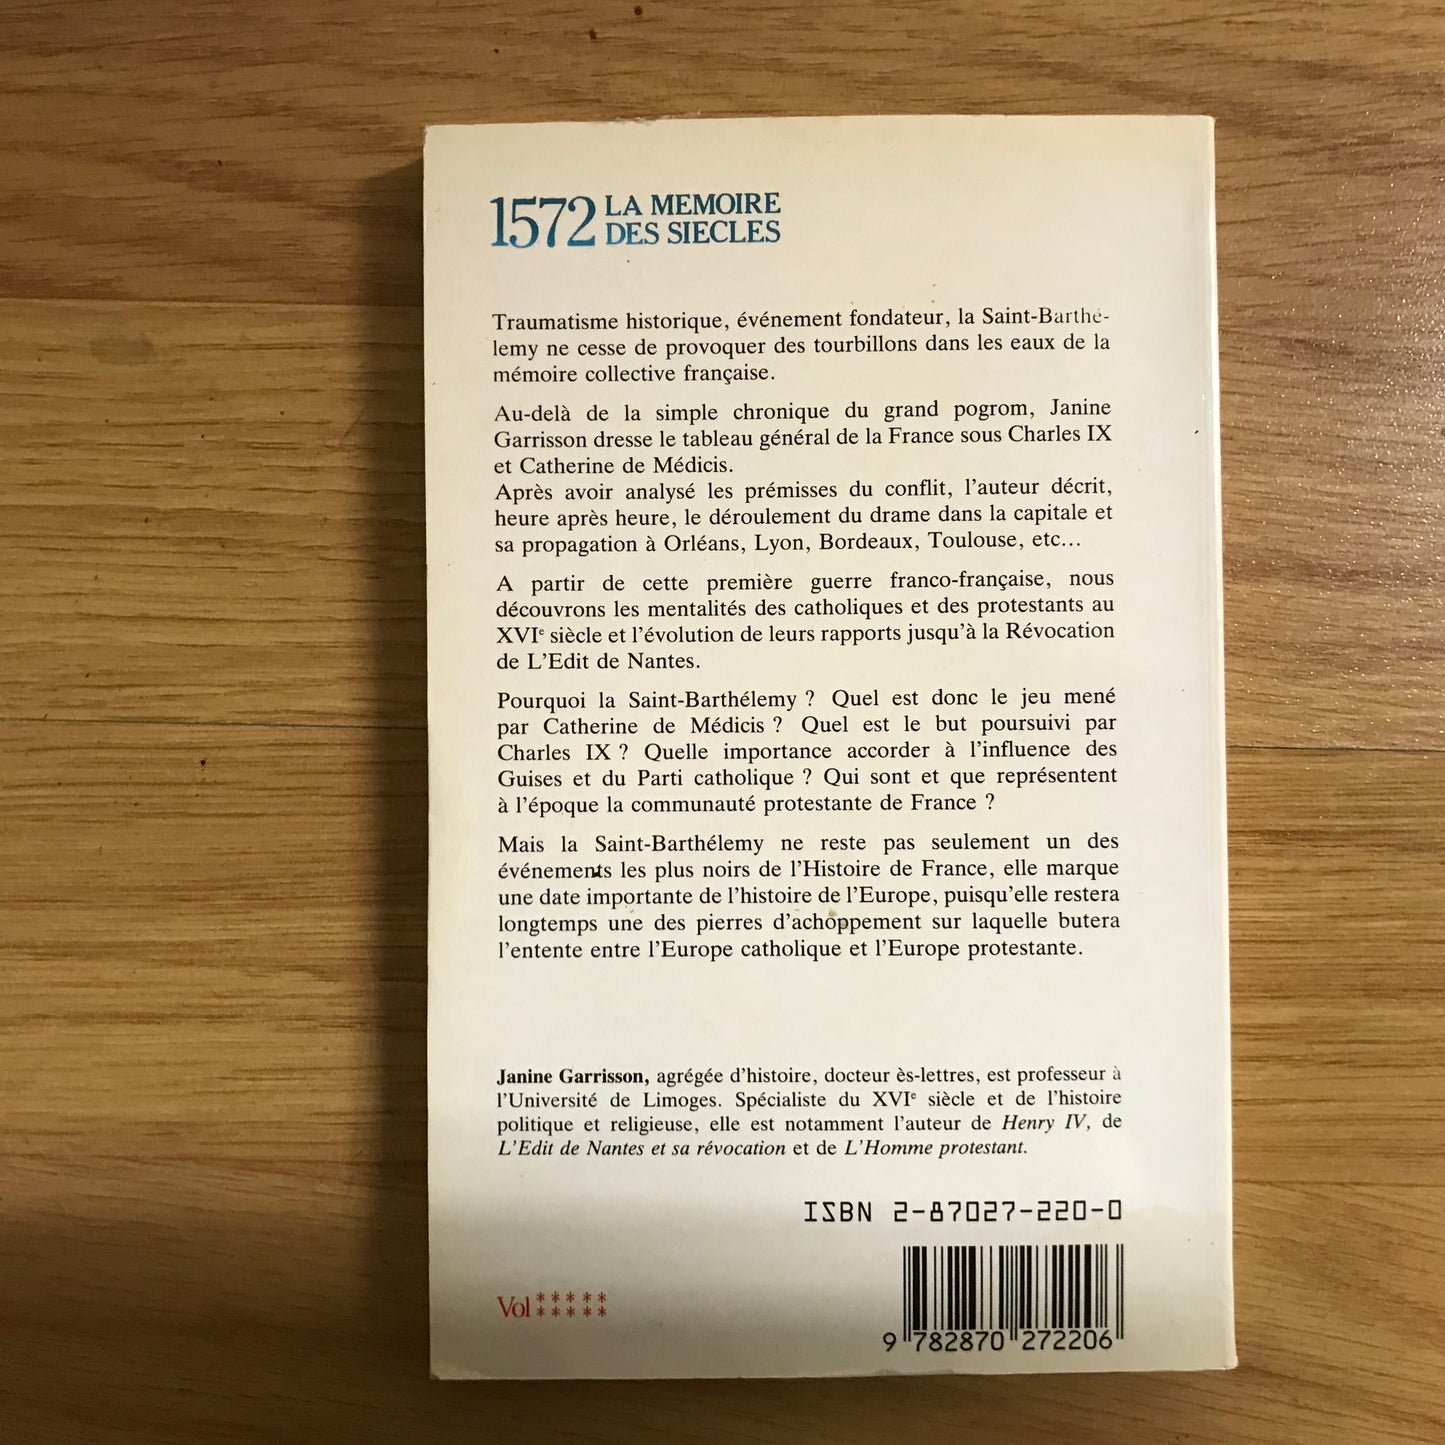 1572 LA MEMOIRE
DES SIECLES
Traumatisme historique, événement fondateur, la Saint-Barthé-
lemy ne cesse de provoquer des tourbillons dans les eaux de la
mémoire collective française.
Au-delà de la simple chronique du grand pogrom, Janine
Garrisson dresse le tableau général de la France sous Charles IX
et Catherine de Médicis.
Après avoir analysé les prémisses du conflit, l'auteur décrit,
heure après heure, le déroulement du drame dans la capitale et
sa propagation à Orléans, Lyon, Bordeaux, Toulouse, etc...
A partir de cette première guerre franco-française, nous
découvrons les mentalités des catholiques et des protestants au
XVIe siècle et l'évolution de leurs rapports jusqu'à la Révocation
de L'Edit de Nantes.
Pourquoi la Saint-Barthélemy ? Quel est donc le jeu mené
par Catherine de Médicis ? Quel est le but poursuivi par
Charles IX ? Quelle importance accorder à l'influence des
Guises et du Parti catholique ? Qui sont et que représentent
à l'époque la communauté protestante de France ?
Mais la Saint-Barthélemy ne reste pas seulement un des
événements les plus noirs de l'Histoire de France, elle marque
une date importante de l'histoire de l'Europe, puisqu'elle restera
longtemps une des pierres d'achoppement sur laquelle butera
l'entente entre l'Europe catholique et l'Europe protestante.
Janine Garrisson, agrégée d'histoire, docteur ès-lettres, est professeur à
l'Université de Limoges. Spécialiste du XVIe siècle et de l'histoire
politique et religieuse, elle est notamment l'auteur de Henry IV, de
L'Edit de Nantes et sa révocation et de L'Homme protestant.
ISBN 2-87027-220-0
Vol **********
9 782870 272206